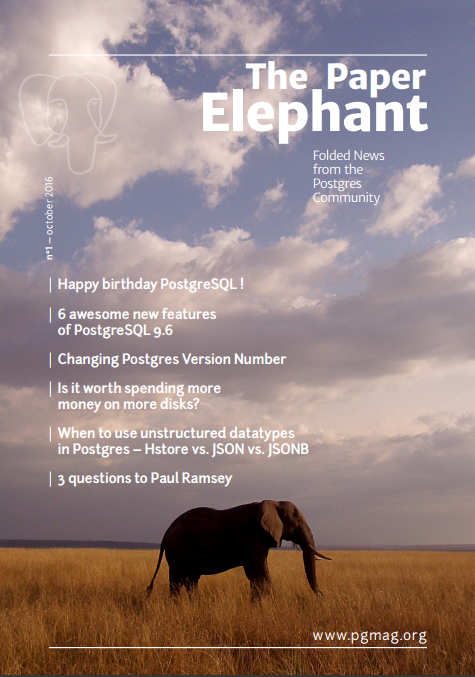 The Paper
Elephant
Folded News
from the
Postgres
Community
n°1 – october 2016
Happy birthday PostgreSQL !
6 awesome new features
of PostgreSQL 9.6
Changing Postgres Version Number
Is it worth spending more
money on more disks?
When to use unstructured datatypes
in Postgres – Hstore vs. JSON vs. JSONB
3 questions to Paul Ramsey
www.pgmag.org